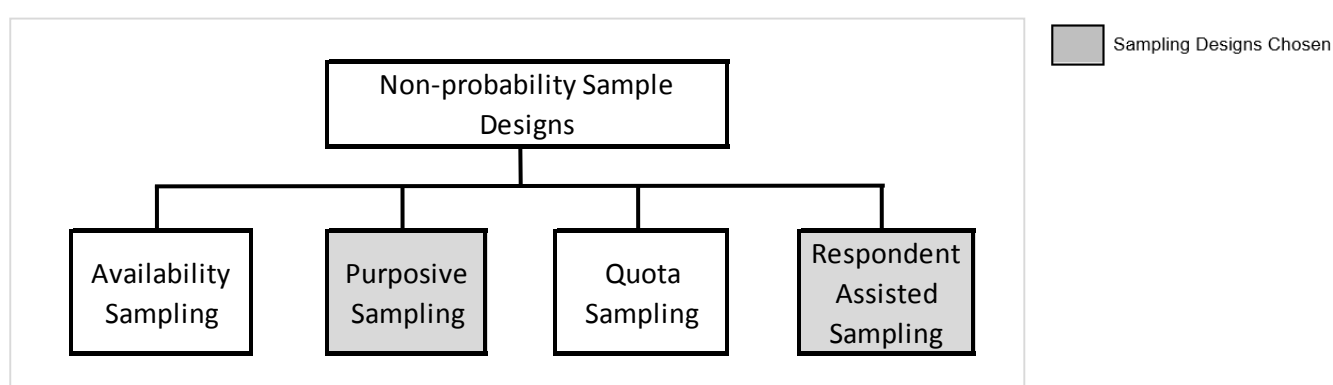 Non-probability Sample
Designs
Sampling Designs Chosen
Availability
Sampling
Purposive
Sampling
Quota
Sampling
Respondent
Assisted
Sampling